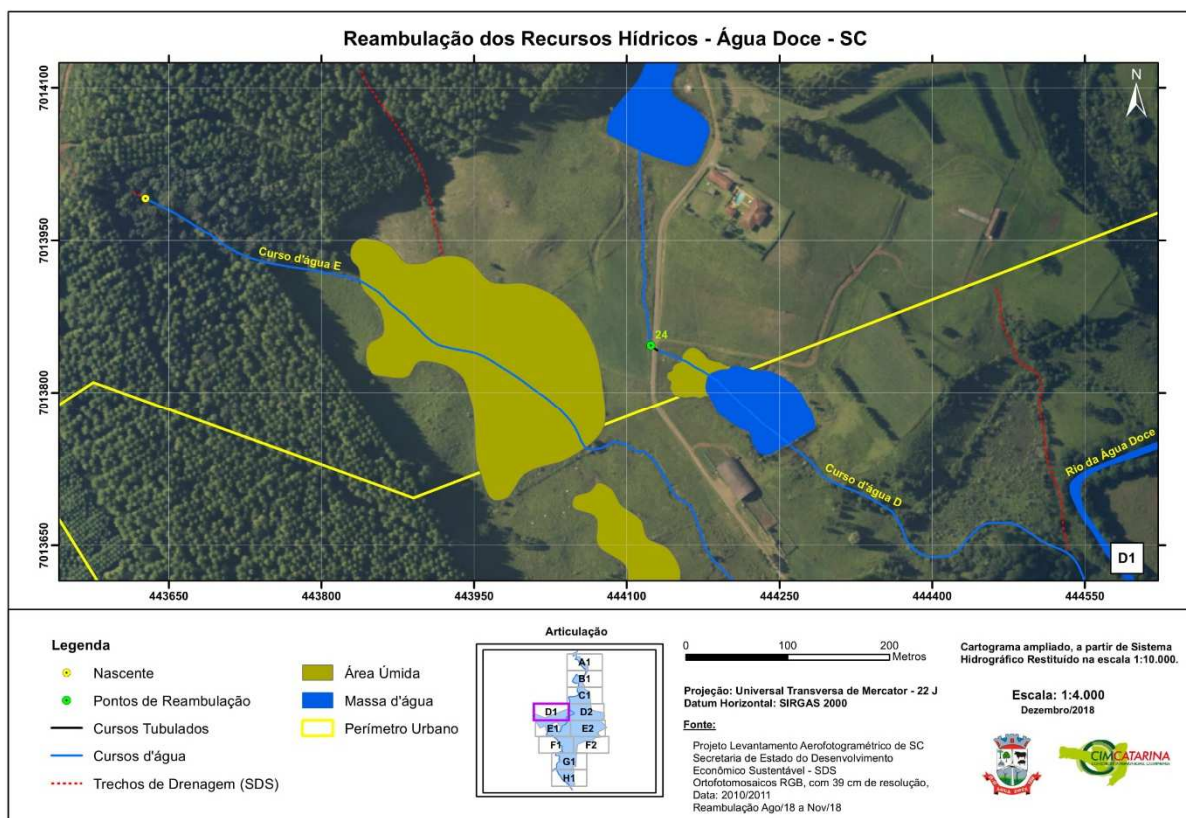 Reambulação dos Recursos Hídricos - Água Doce - SC
7014100
7013950
7013800
7013650
N
Curso d'água E
24
Curso d'água D
Rio da Água Doce
D1
443650
443800
443950
444100
444250
444400
444550
Legenda
Nascente
Pontos de Reambulação
Cursos Tubulados
Cursos d'água
Trechos de Drenagem (SDS)
Área Úmida
Massa d'água
Perímetro Urbano
Articulação
A1
B1
C1
D1 D2
E1 E2
F1 F2
G1
H1
0 100 200
Metros
Projeção: Universal Transversa de Mercator - 22 J
Datum Horizontal: SIRGAS 2000
Fonte:
Projeto Levantamento Aerofotogramétrico de SC
Secretaria de Estado do Desenvolvimento
Econômico Sustentável - SDS
Ortofotomosaicos RGB, com 39 cm de resolução,
Data: 2010/2011
Reambulação Ago/18 a Nov/18
Cartograma ampliado, a partir de Sistema
Hidrográfico Restituído na escala 1:10.000.
Escala: 1:4.000
Dezembro/2018
CIMCATARINA